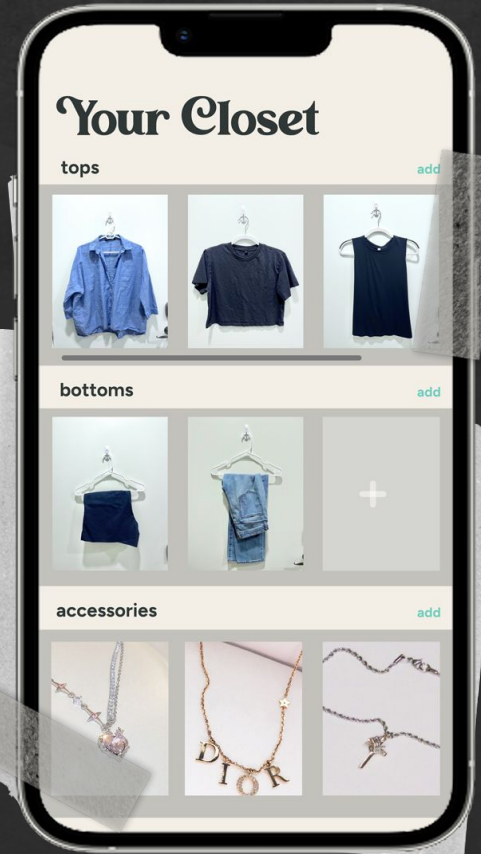 Your Closet
tops
add
bottoms
add
accessories
add
DIOR